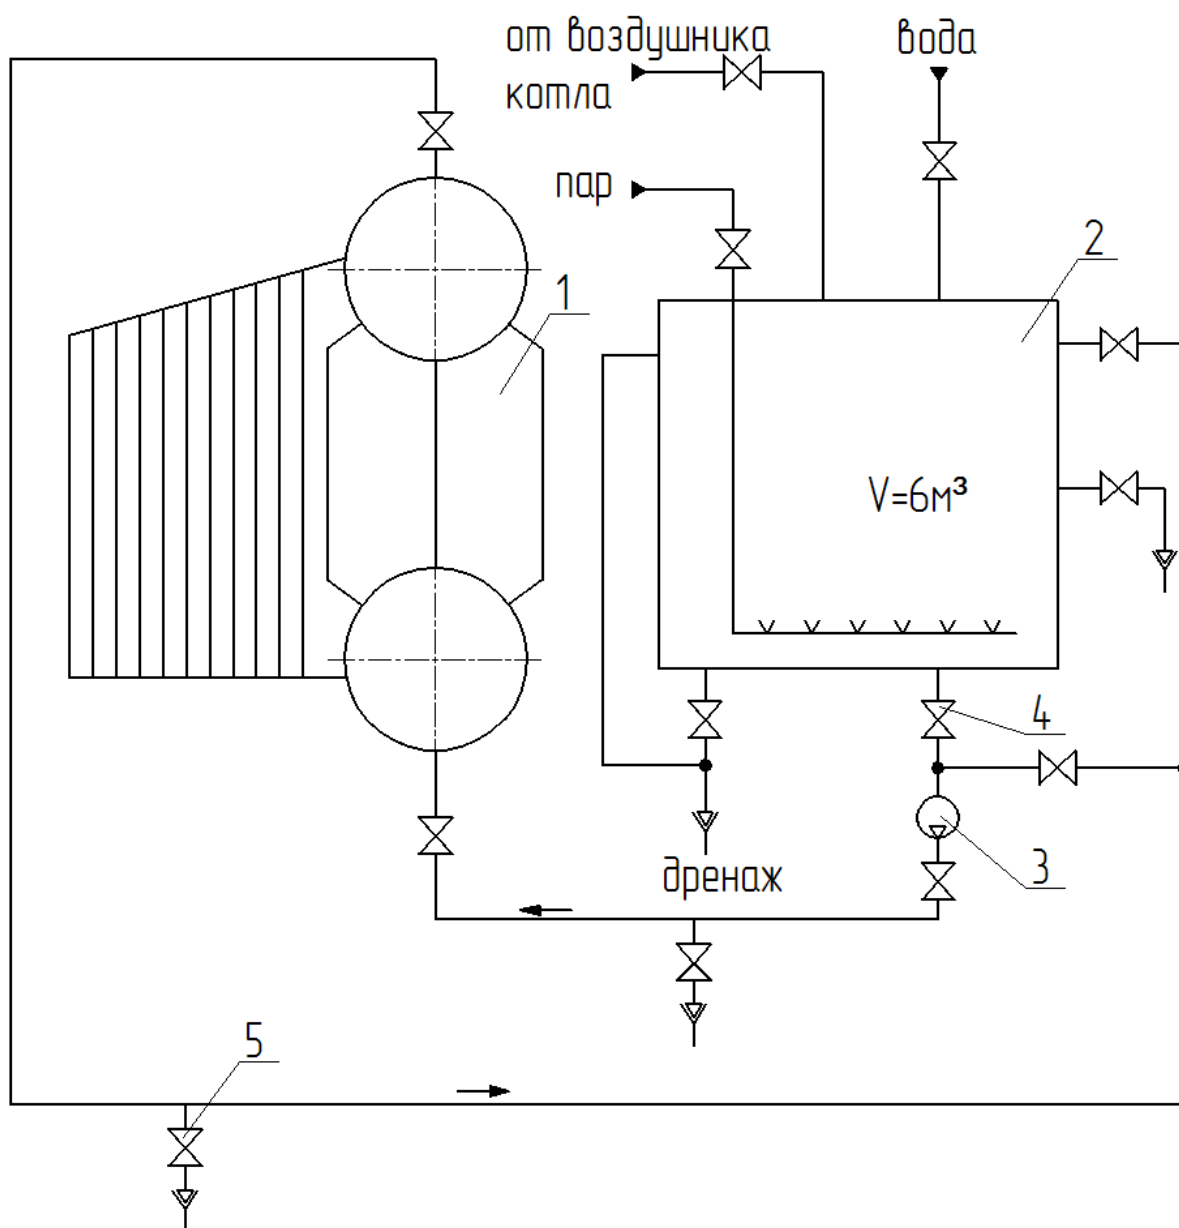 от воздушника
котла
вода
пар
1
2
V=6м³
4
3
дренаж
5